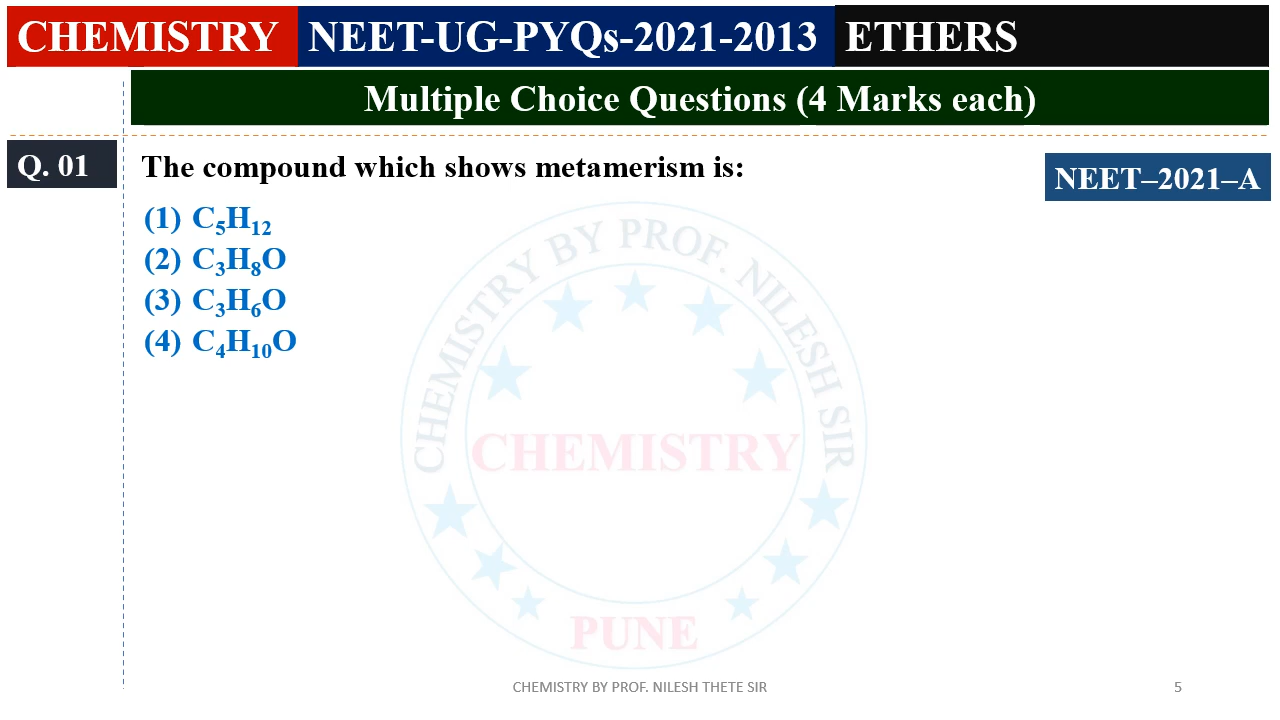 CHEMISTRY NEET-UG-PYQs-2021-2013 ETHERS
Multiple Choice Questions (4 Marks each)
Q. 01 The compound which shows metamerism is: NEET–2021–A
(1) C₅H₁₂
(2) C₃H₈O
(3) C₃H₆O
(4) C₄H₁₀O
CHEMISTRY BY PROF. NILESH SIR
CHEMISTRY
PUNE
CHEMISTRY BY PROF. NILESH THETE SIR 5